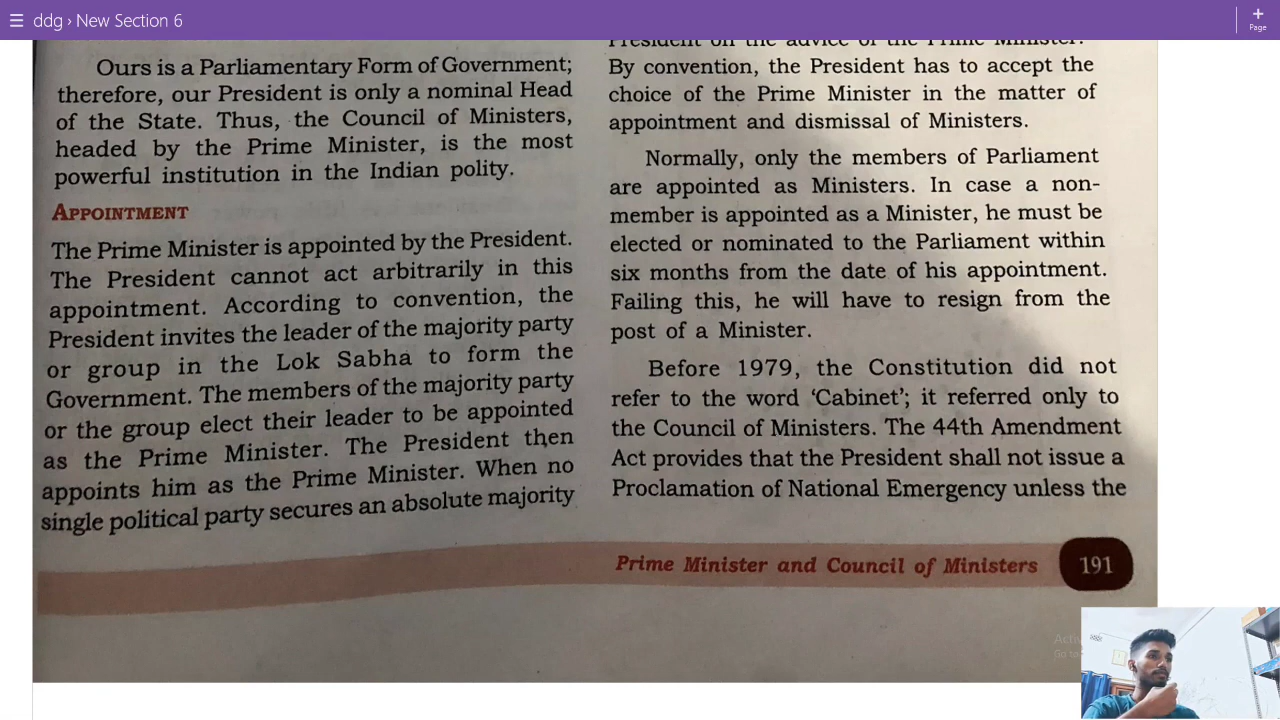 ddg › New Section 6
Page
Ours is a Parliamentary Form of Government;
therefore, our President is only a nominal Head
of the State. Thus, the Council of Ministers,
headed by the Prime Minister, is the most
powerful institution in the Indian polity.
APPOINTMENT
The Prime Minister is appointed by the President.
The President cannot act arbitrarily in this
appointment. According to convention, the
President invites the leader of the majority party
or group in the Lok Sabha to form the
Government. The members of the majority party
or the group elect their leader to be appointed
as the Prime Minister. The President then
appoints him as the Prime Minister. When no
single political party secures an absolute majority
President on the advice of the Prime Minister.
By convention, the President has to accept the
choice of the Prime Minister in the matter of
appointment and dismissal of Ministers.
Normally, only the members of Parliament
are appointed as Ministers. In case a non-
member is appointed as a Minister, he must be
elected or nominated to the Parliament within
six months from the date of his appointment.
Failing this, he will have to resign from the
post of a Minister.
Before 1979, the Constitution did not
refer to the word ‘Cabinet’; it referred only to
the Council of Ministers. The 44th Amendment
Act provides that the President shall not issue a
Proclamation of National Emergency unless the
Prime Minister and Council of Ministers 191
Go to